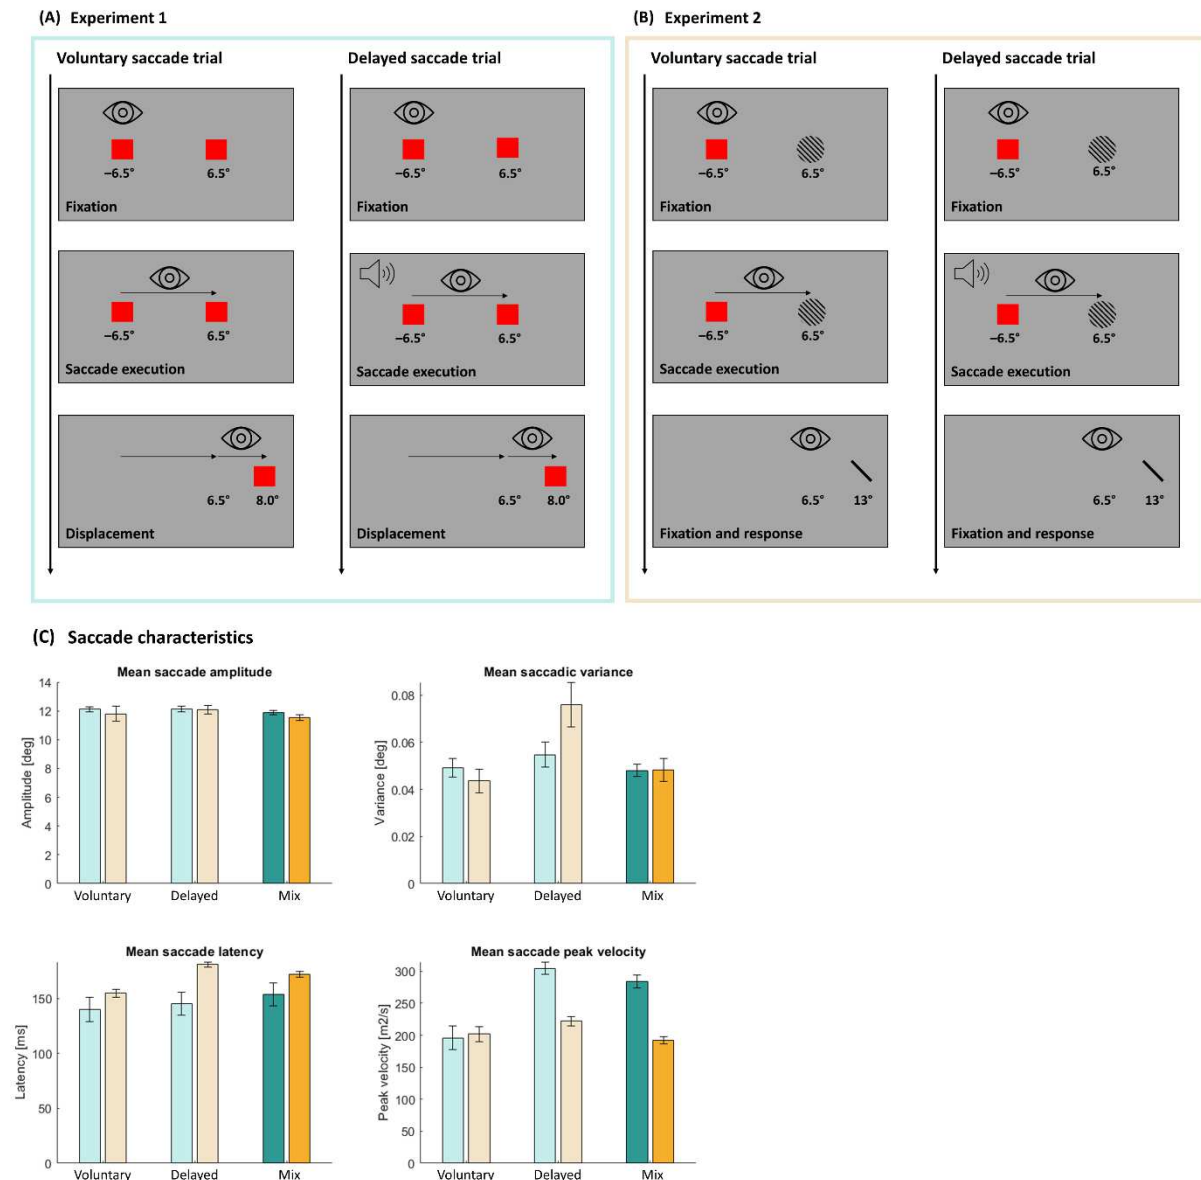 (A) Experiment 1
Voluntary saccade trial
−6.5° 6.5°
Fixation
−6.5° 6.5°
Saccade execution
6.5° 8.0°
Displacement
Delayed saccade trial
−6.5° 6.5°
Fixation
−6.5° 6.5°
Saccade execution
6.5° 8.0°
Displacement
(B) Experiment 2
Voluntary saccade trial
−6.5° 6.5°
Fixation
−6.5° 6.5°
Saccade execution
6.5° 13°
Fixation and response
Delayed saccade trial
−6.5° 6.5°
Fixation
−6.5° 6.5°
Saccade execution
6.5° 13°
Fixation and response
(C) Saccade characteristics
Mean saccade amplitude
Amplitude [deg]
14
12
10
8
6
4
2
0
Voluntary Delayed Mix
Mean saccadic variance
Variance [deg]
0.08
0.06
0.04
0.02
0
Voluntary Delayed Mix
Mean saccade latency
Latency [ms]
150
100
50
0
Voluntary Delayed Mix
Mean saccade peak velocity
Peak velocity [m2/s]
300
250
200
150
100
50
0
Voluntary Delayed Mix